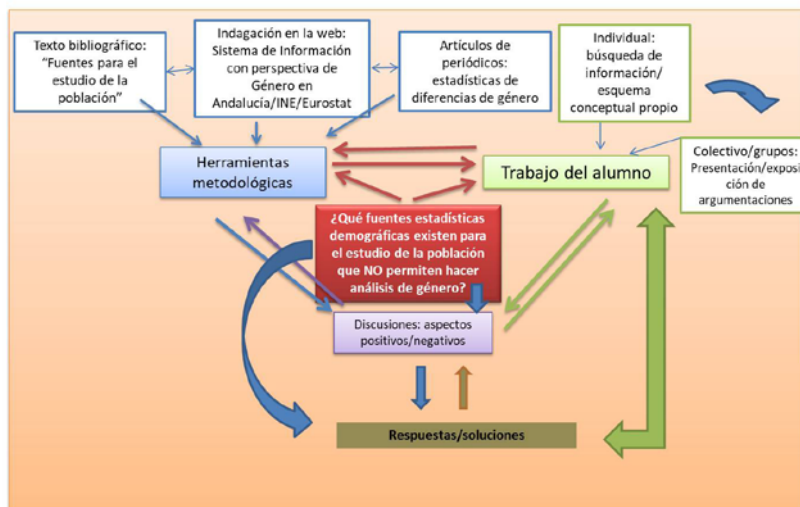 Texto bibliográfico:
“Fuentes para el
estudio de la
población”
Indagación en la web:
Sistema de Información
con perspectiva de
Género en
Andalucía/INE/Eurostat
Artículos de
periódicos:
estadísticas de
diferencias de género
Individual:
búsqueda de
información/
esquema
conceptual propio
Herramientas
metodológicas
Trabajo del alumno
Colectivo/grupos:
Presentación/exposi
ción de
argumentaciones
¿Qué fuentes estadísticas
demográficas existen para
el estudio de la población
que NO permiten hacer
análisis de género?
Discusiones: aspectos
positivos/negativos
Respuestas/soluciones